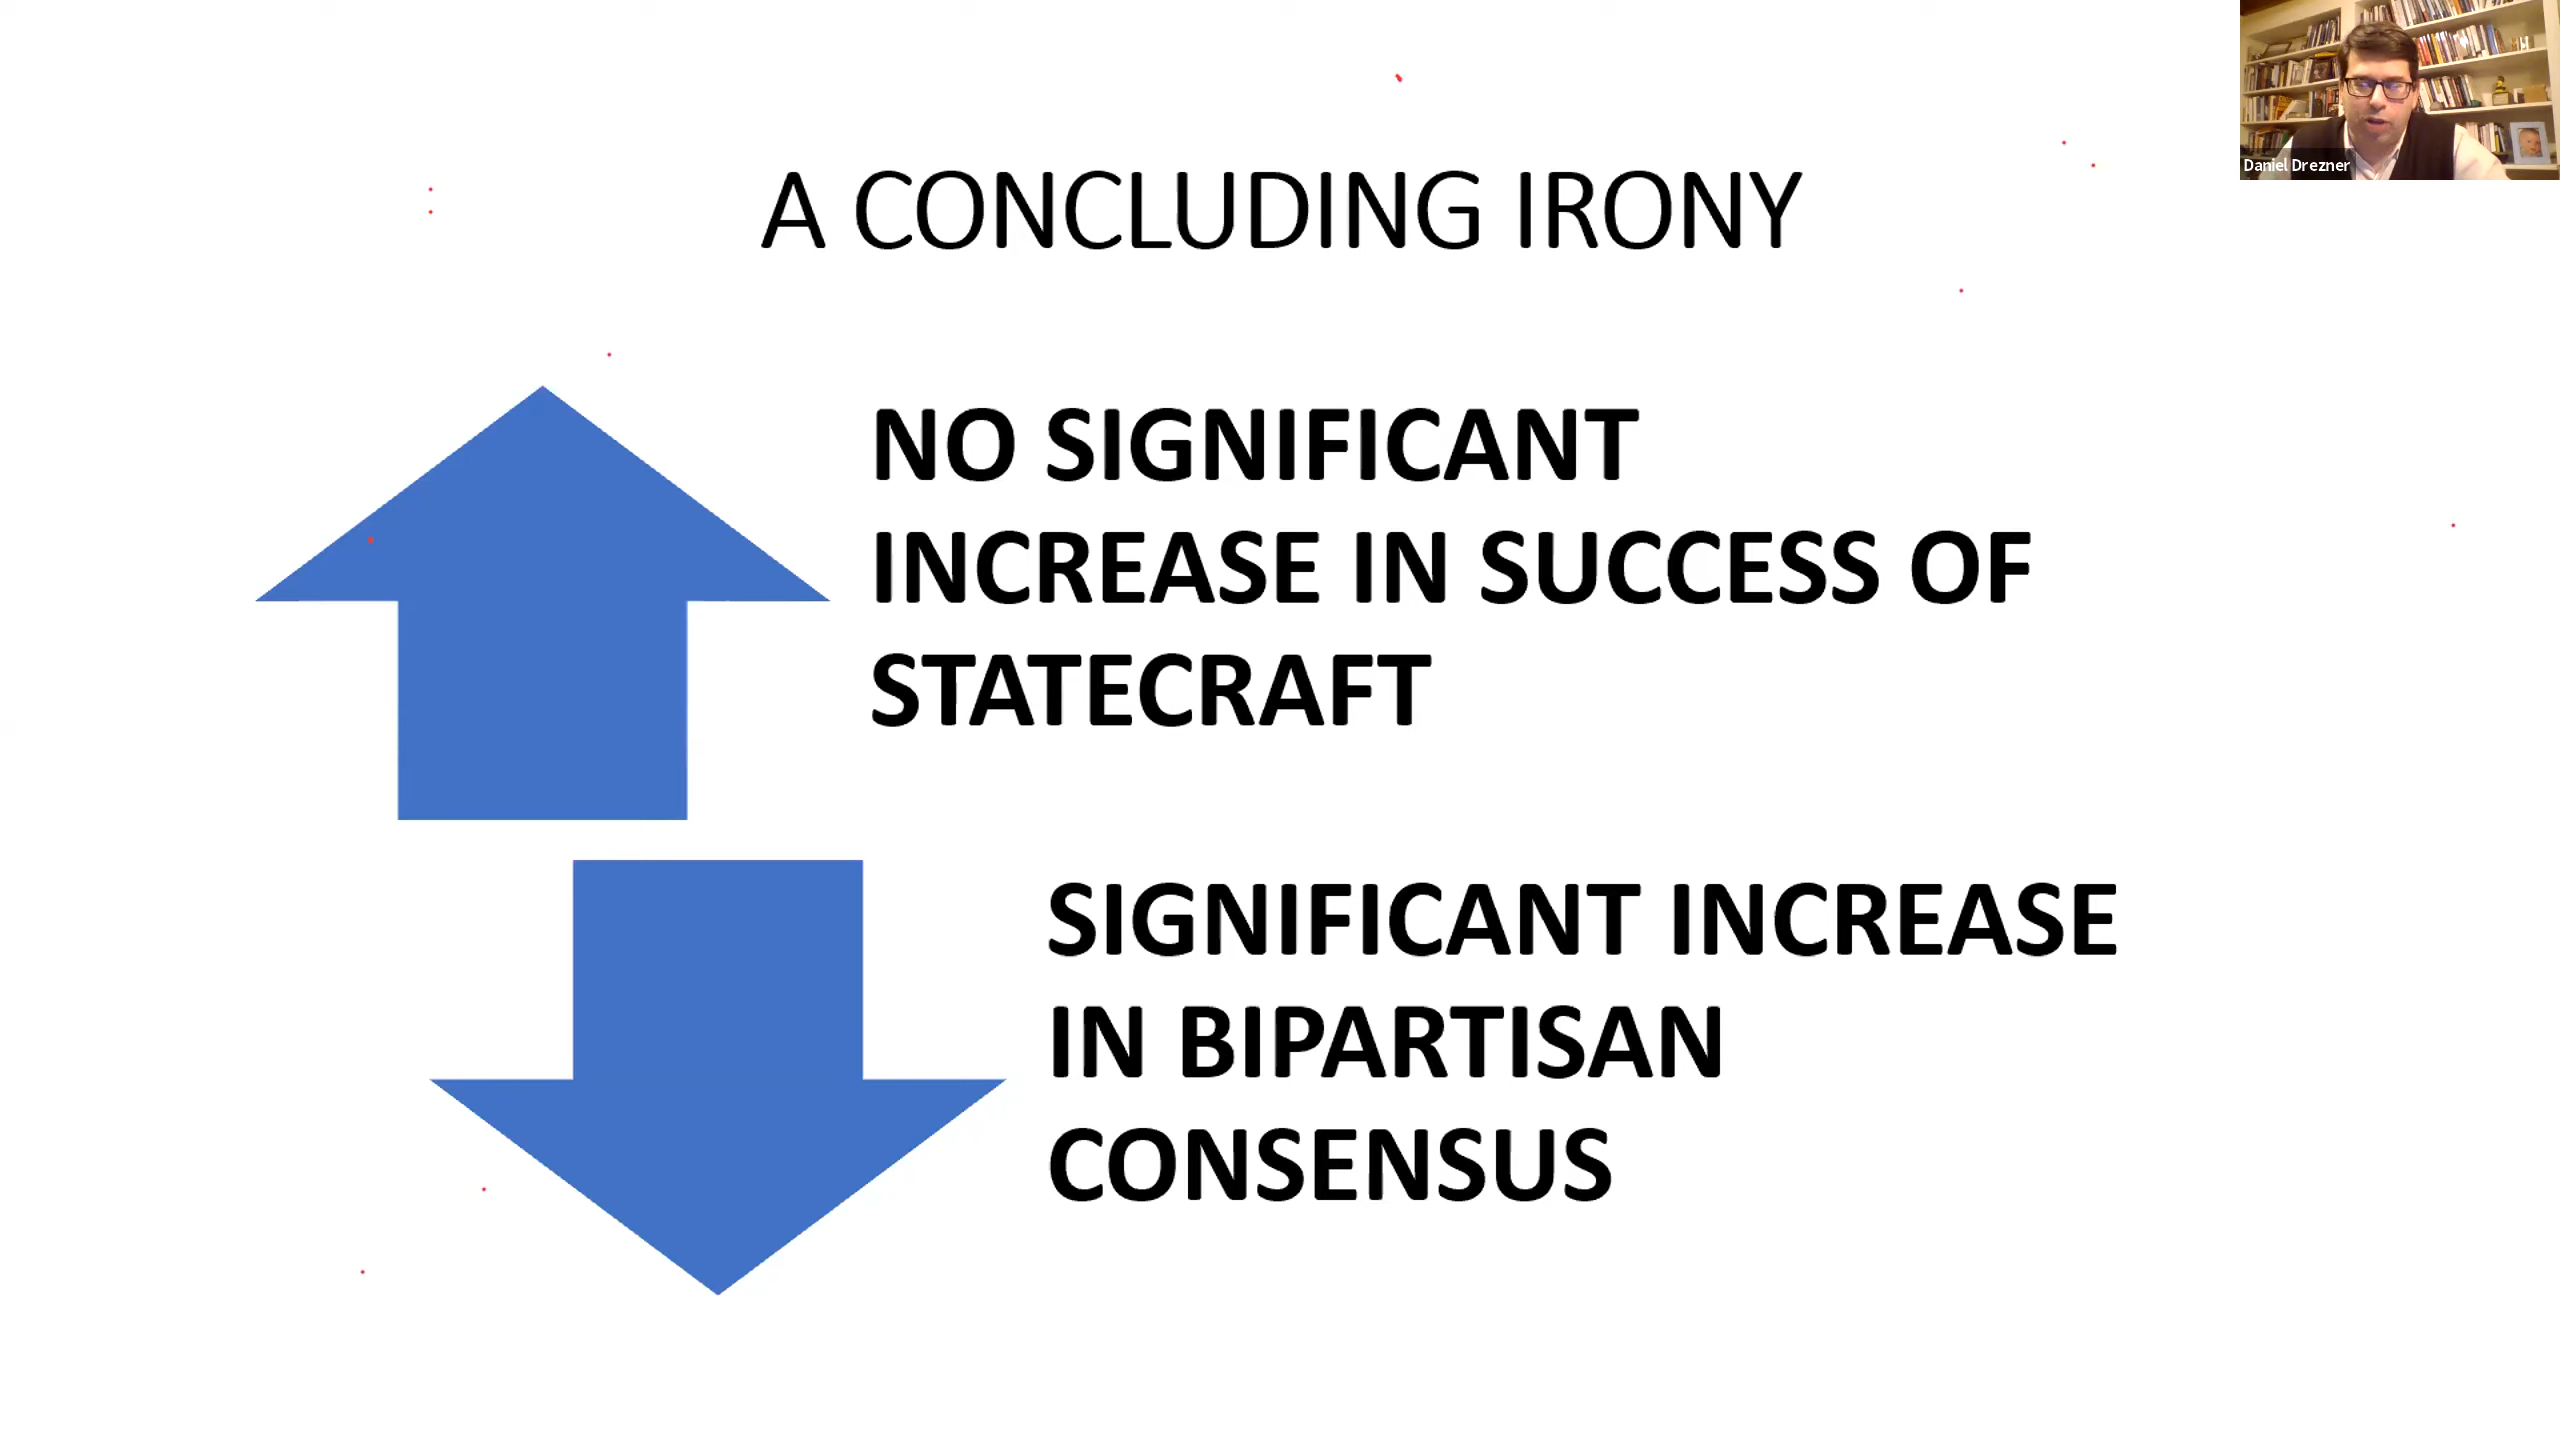 Daniel Drezner
A CONCLUDING IRONY
NO SIGNIFICANT
INCREASE IN SUCCESS OF
STATECRAFT
SIGNIFICANT INCREASE
IN BIPARTISAN
CONSENSUS